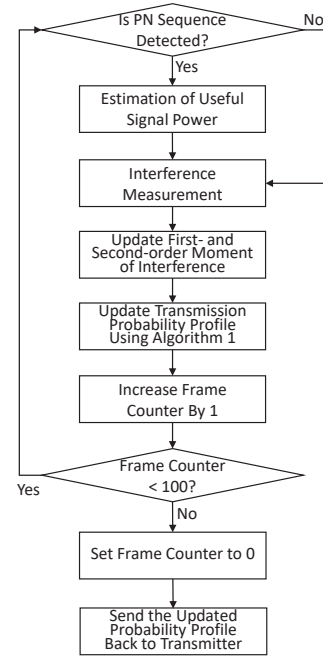 Is PN Sequence
Detected?
No
Yes
Estimation of Useful
Signal Power
Interference
Measurement
Update First- and
Second-order Moment
of Interference
Update Transmission
Probability Profile
Using Algorithm 1
Increase Frame
Counter By 1
Frame Counter
< 100?
Yes
No
Set Frame Counter to 0
Send the Updated
Probability Profile
Back to Transmitter